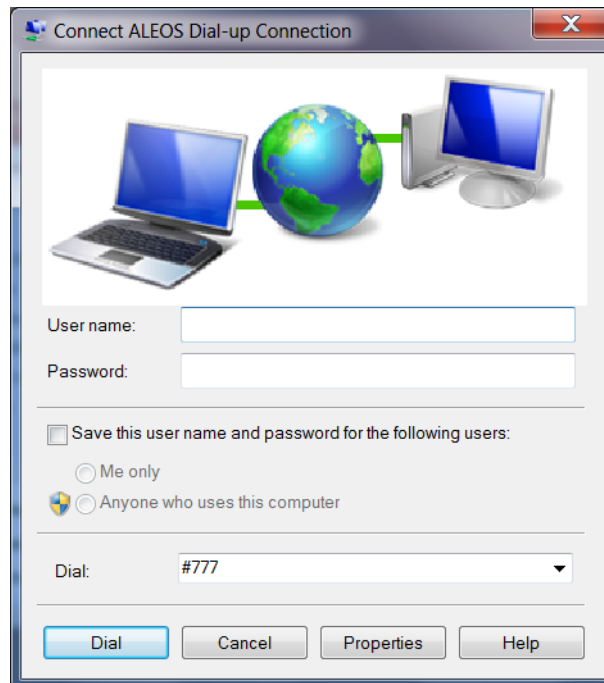 Connect ALEOS Dial-up Connection
User name:
Password:
Save this user name and password for the following users:
Me only
Anyone who uses this computer
Dial: #777
Dial Cancel Properties Help